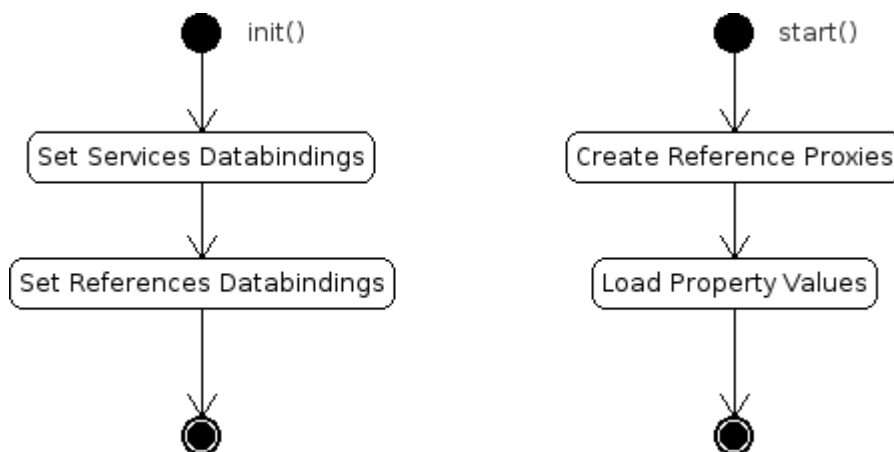 init()
start()
Set Services Databindings
Create Reference Proxies
Set References Databindings
Load Property Values